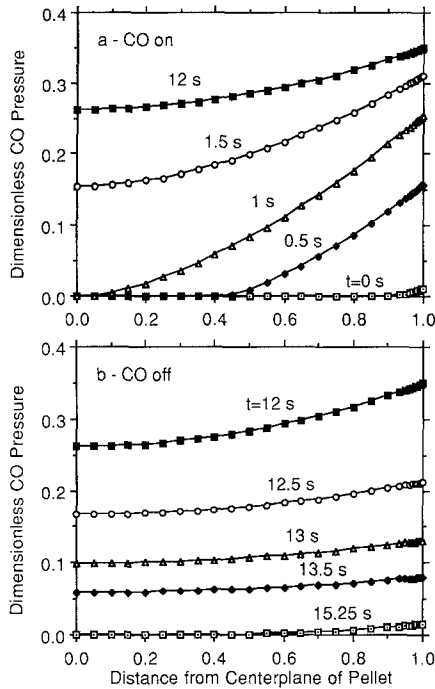 Dimensionless CO Pressure
0.4
0.3
0.2
0.1
0.0
a - CO on
12 s
1.5 s
1 s
0.5 s
t=0 s
0.0 0.2 0.4 0.6 0.8 1.0
Dimensionless CO Pressure
0.4
0.3
0.2
0.1
0.0
b - CO off
t=12 s
12.5 s
13 s
13.5 s
15.25 s
0.0 0.2 0.4 0.6 0.8 1.0
Distance from Centerplane of Pellet